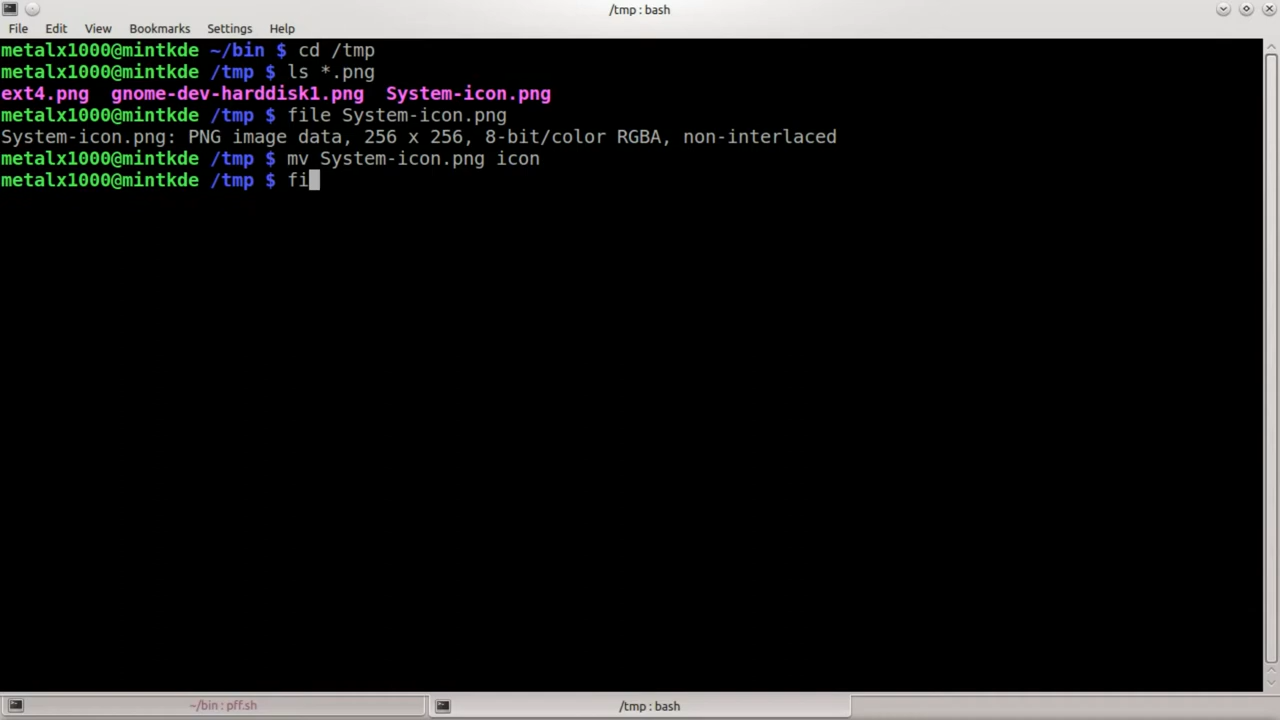 /tmp : bash
File Edit View Bookmarks Settings Help
metalx1000@mintkde ~/bin $ cd /tmp
metalx1000@mintkde /tmp $ ls *.png
ext4.png  gnome-dev-harddisk1.png  System-icon.png
metalx1000@mintkde /tmp $ file System-icon.png
System-icon.png: PNG image data, 256 x 256, 8-bit/color RGBA, non-interlaced
metalx1000@mintkde /tmp $ mv System-icon.png icon
metalx1000@mintkde /tmp $ fi
~/bin : pff.sh
/tmp : bash